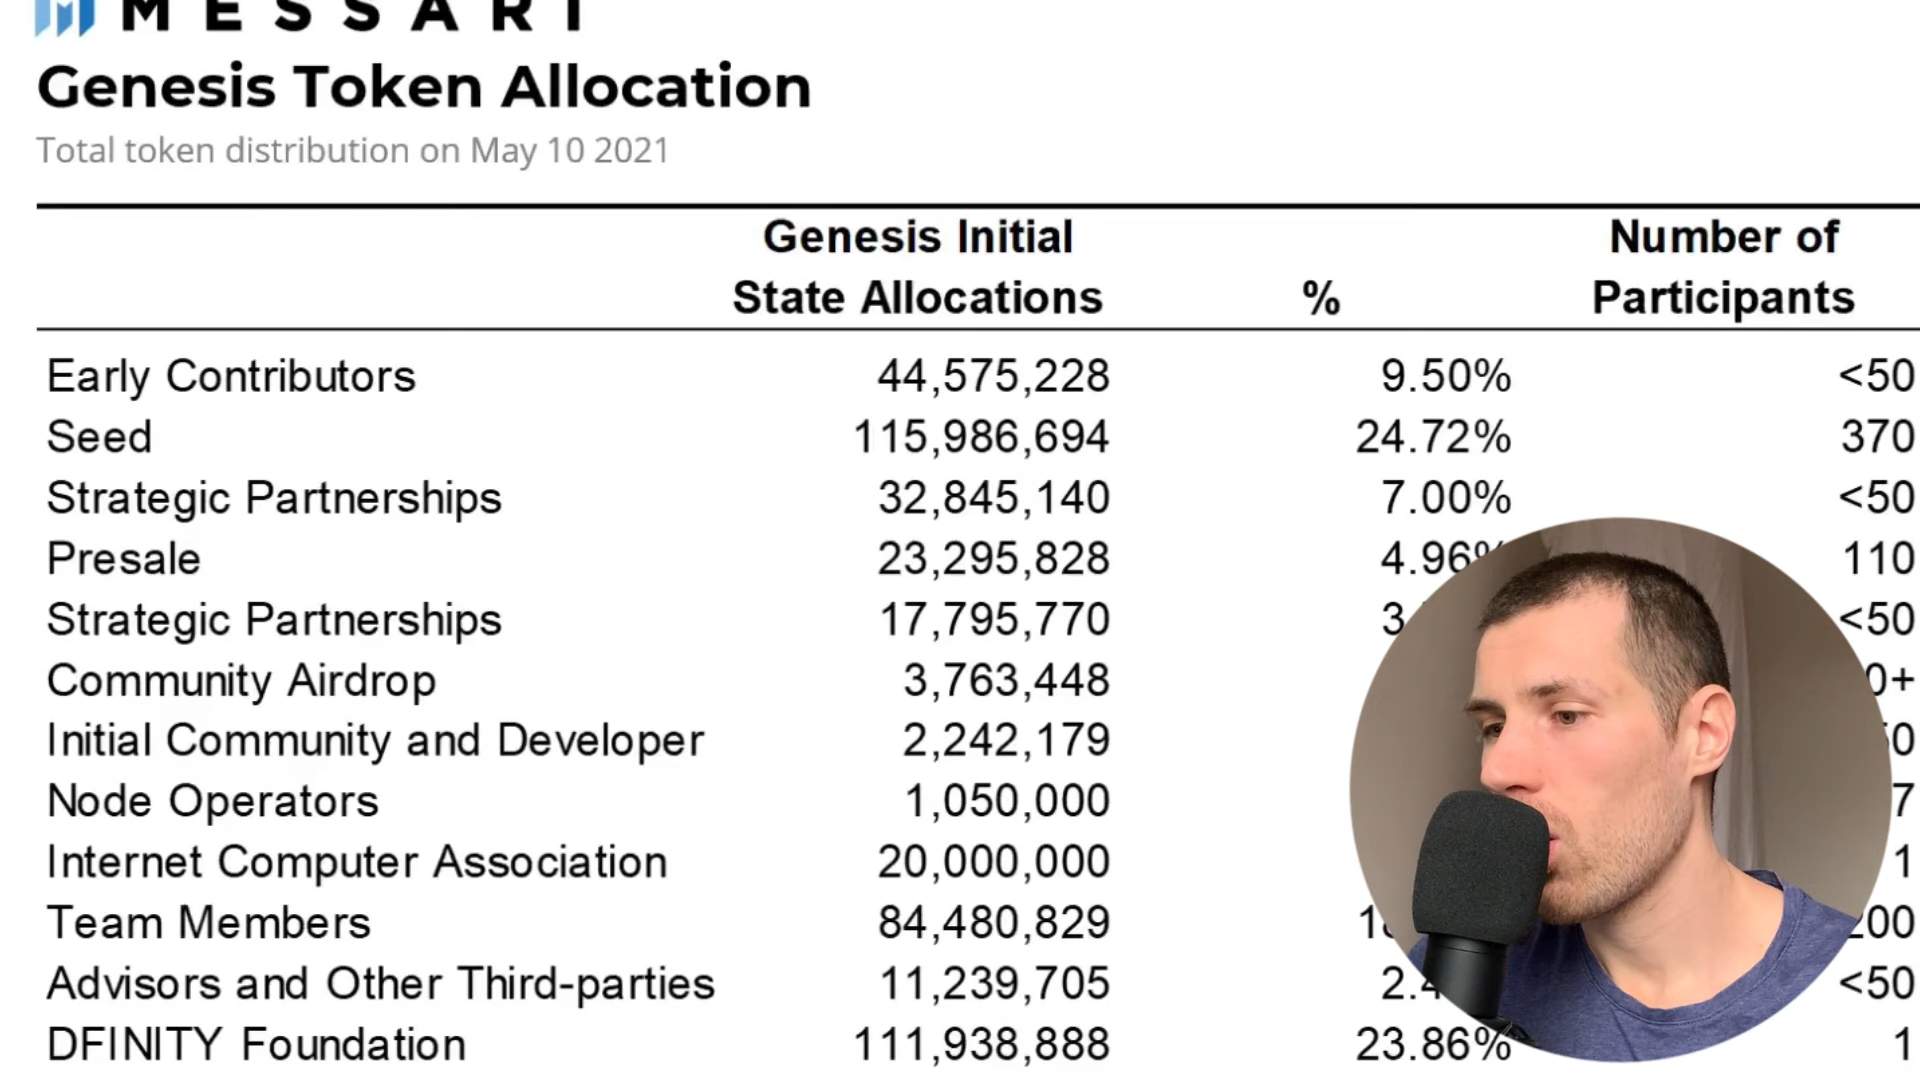 MESSARI
Genesis Token Allocation
Total token distribution on May 10 2021
Genesis Initial State Allocations % Number of Participants
Early Contributors 44,575,228 9.50% <50
Seed 115,986,694 24.72% 370
Strategic Partnerships 32,845,140 7.00% <50
Presale 23,295,828 4.96% 110
Strategic Partnerships 17,795,770 <50
Community Airdrop 3,763,448
Initial Community and Developer 2,242,179
Node Operators 1,050,000
Internet Computer Association 20,000,000 1
Team Members 84,480,829
Advisors and Other Third-parties 11,239,705 <50
DFINITY Foundation 111,938,888 23.86% 1